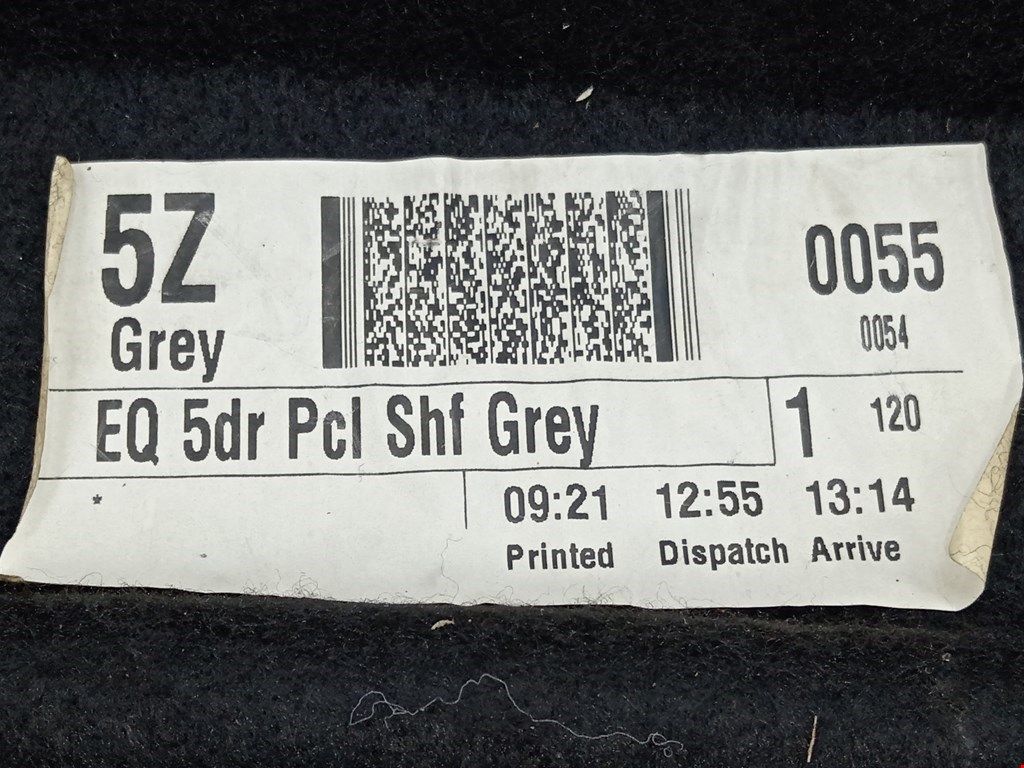 5Z
Grey
0055
0054
EQ 5dr Pcl Shf Grey
1 120
*
09:21 12:55 13:14
Printed Dispatch Arrive